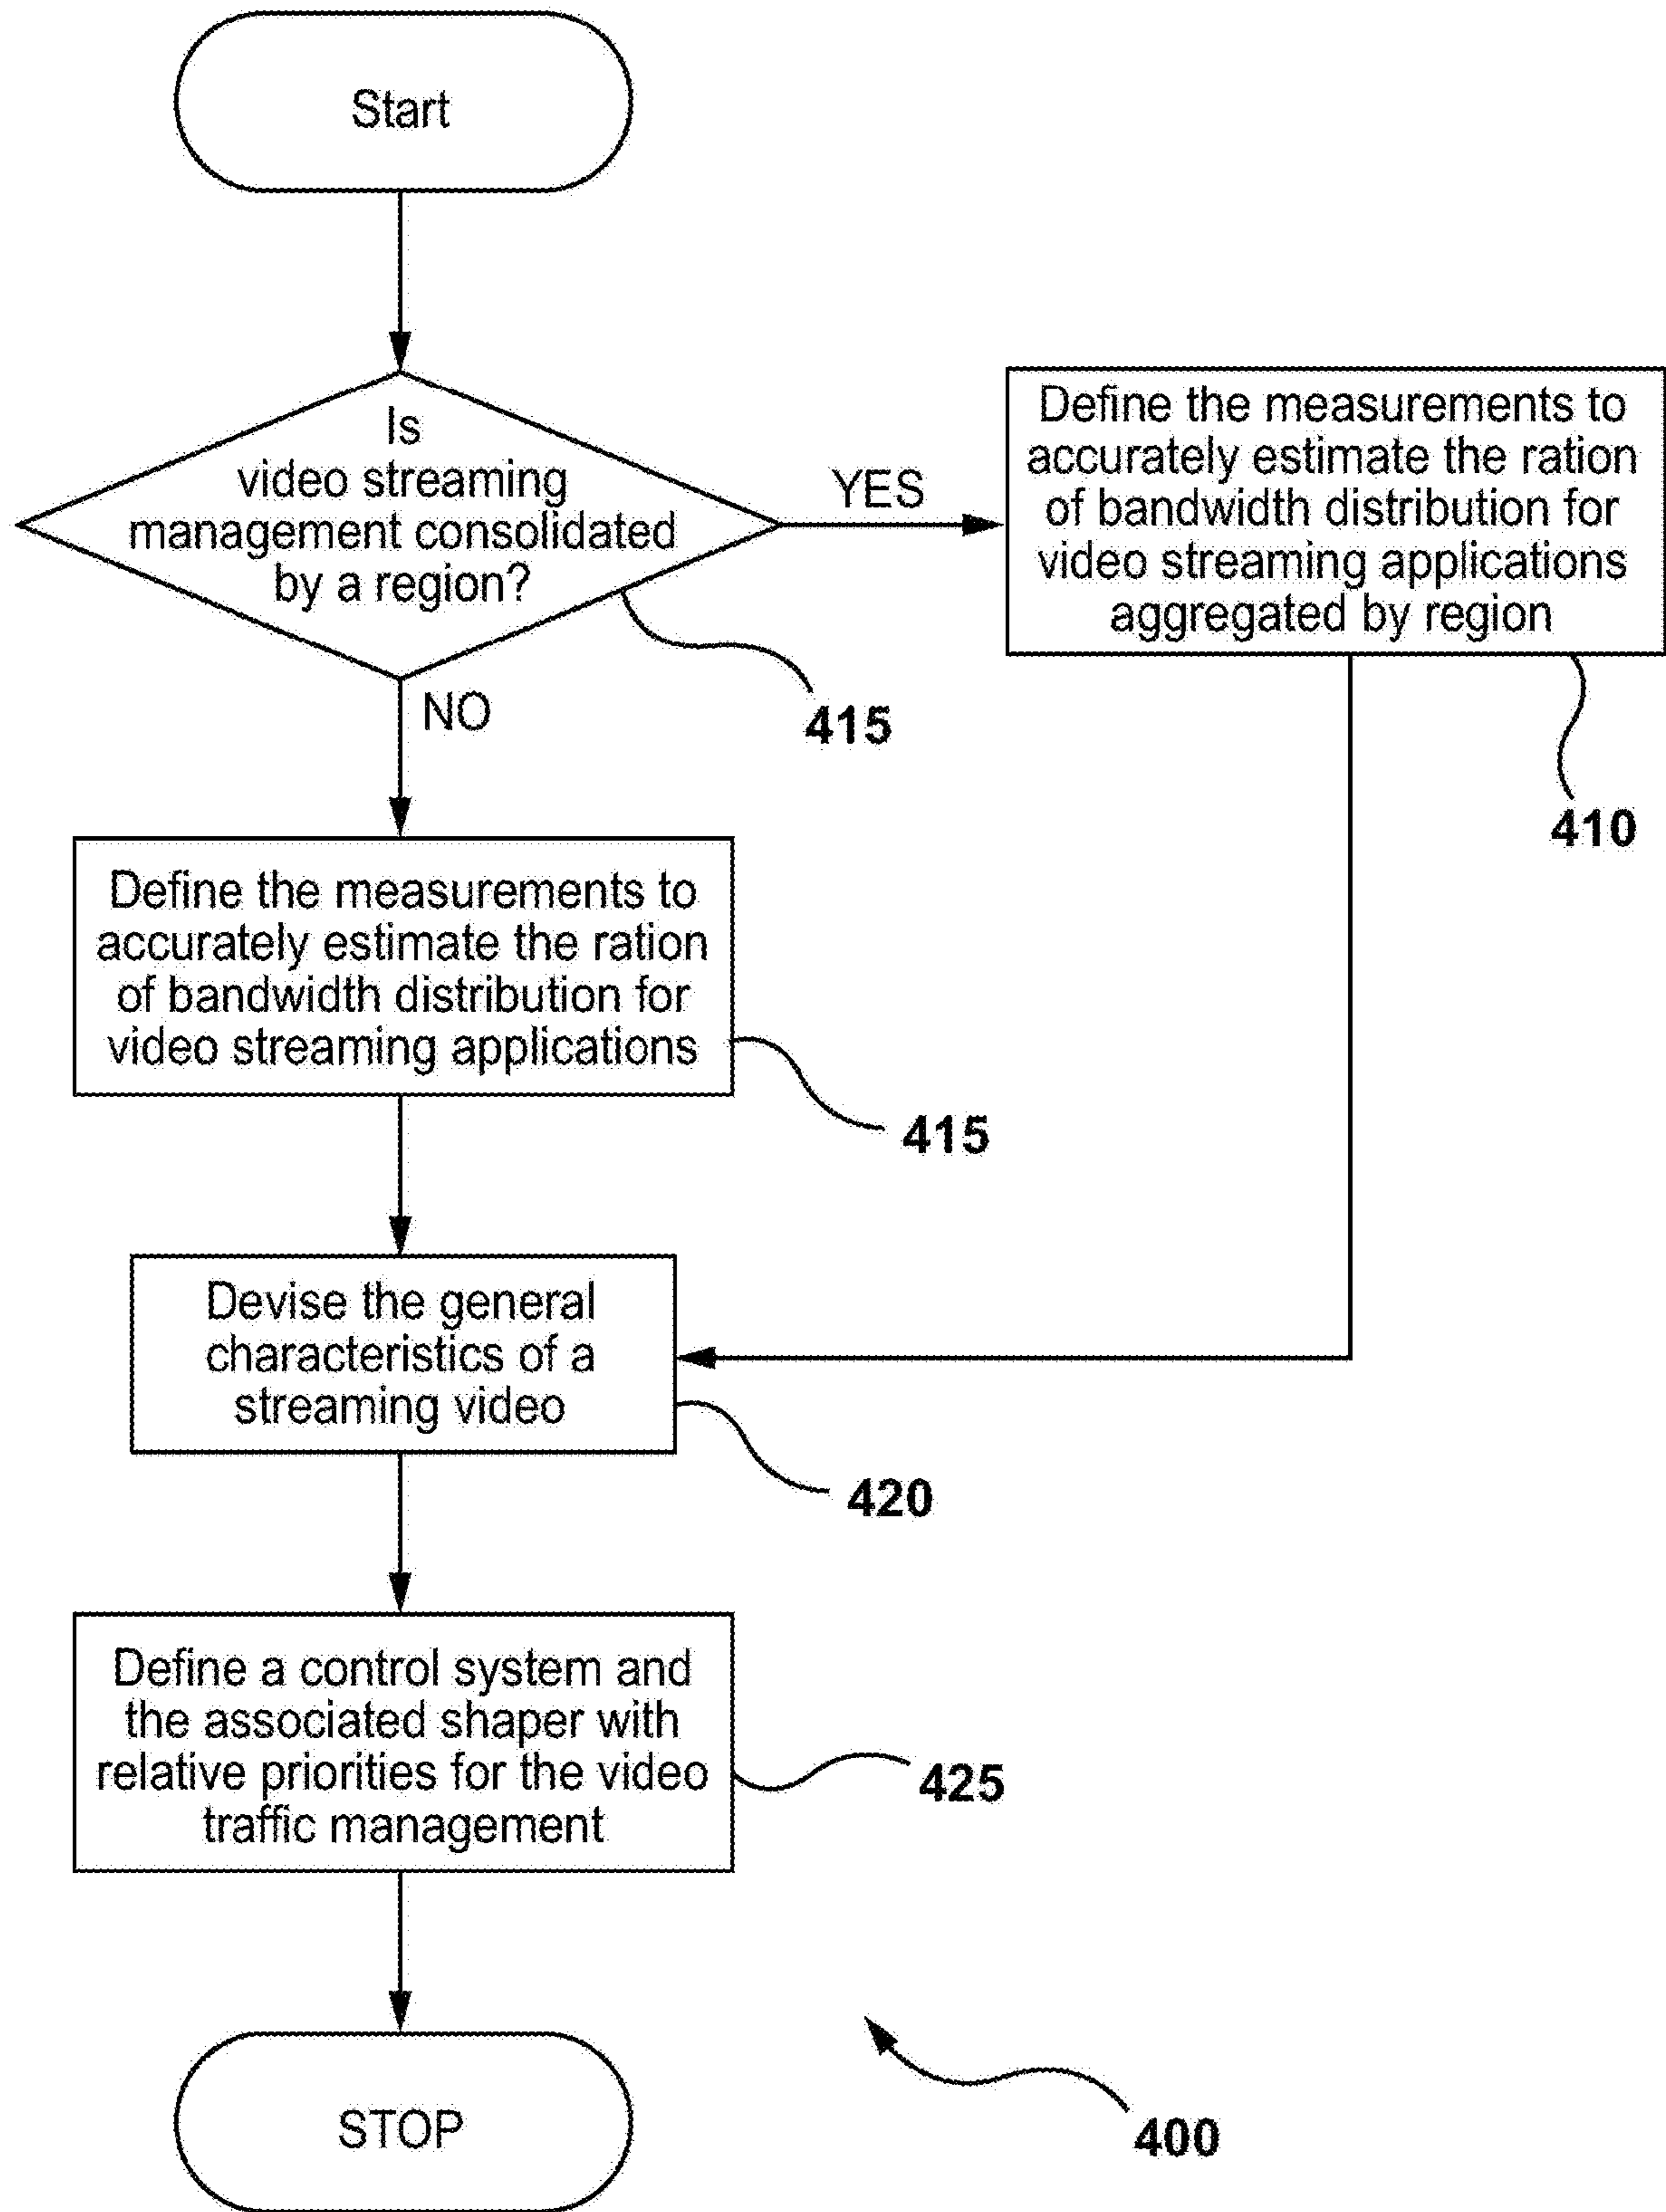 Start
Is
video streaming
management consolidated
by a region?
YES
Define the measurements to
accurately estimate the ration
of bandwidth distribution for
video streaming applications
aggregated by region
415
410
NO
Define the measurements to
accurately estimate the ration
of bandwidth distribution for
video streaming applications
415
Devise the general
characteristics of a
streaming video
420
Define a control system and
the associated shaper with
relative priorities for the video
traffic management
425
STOP
400